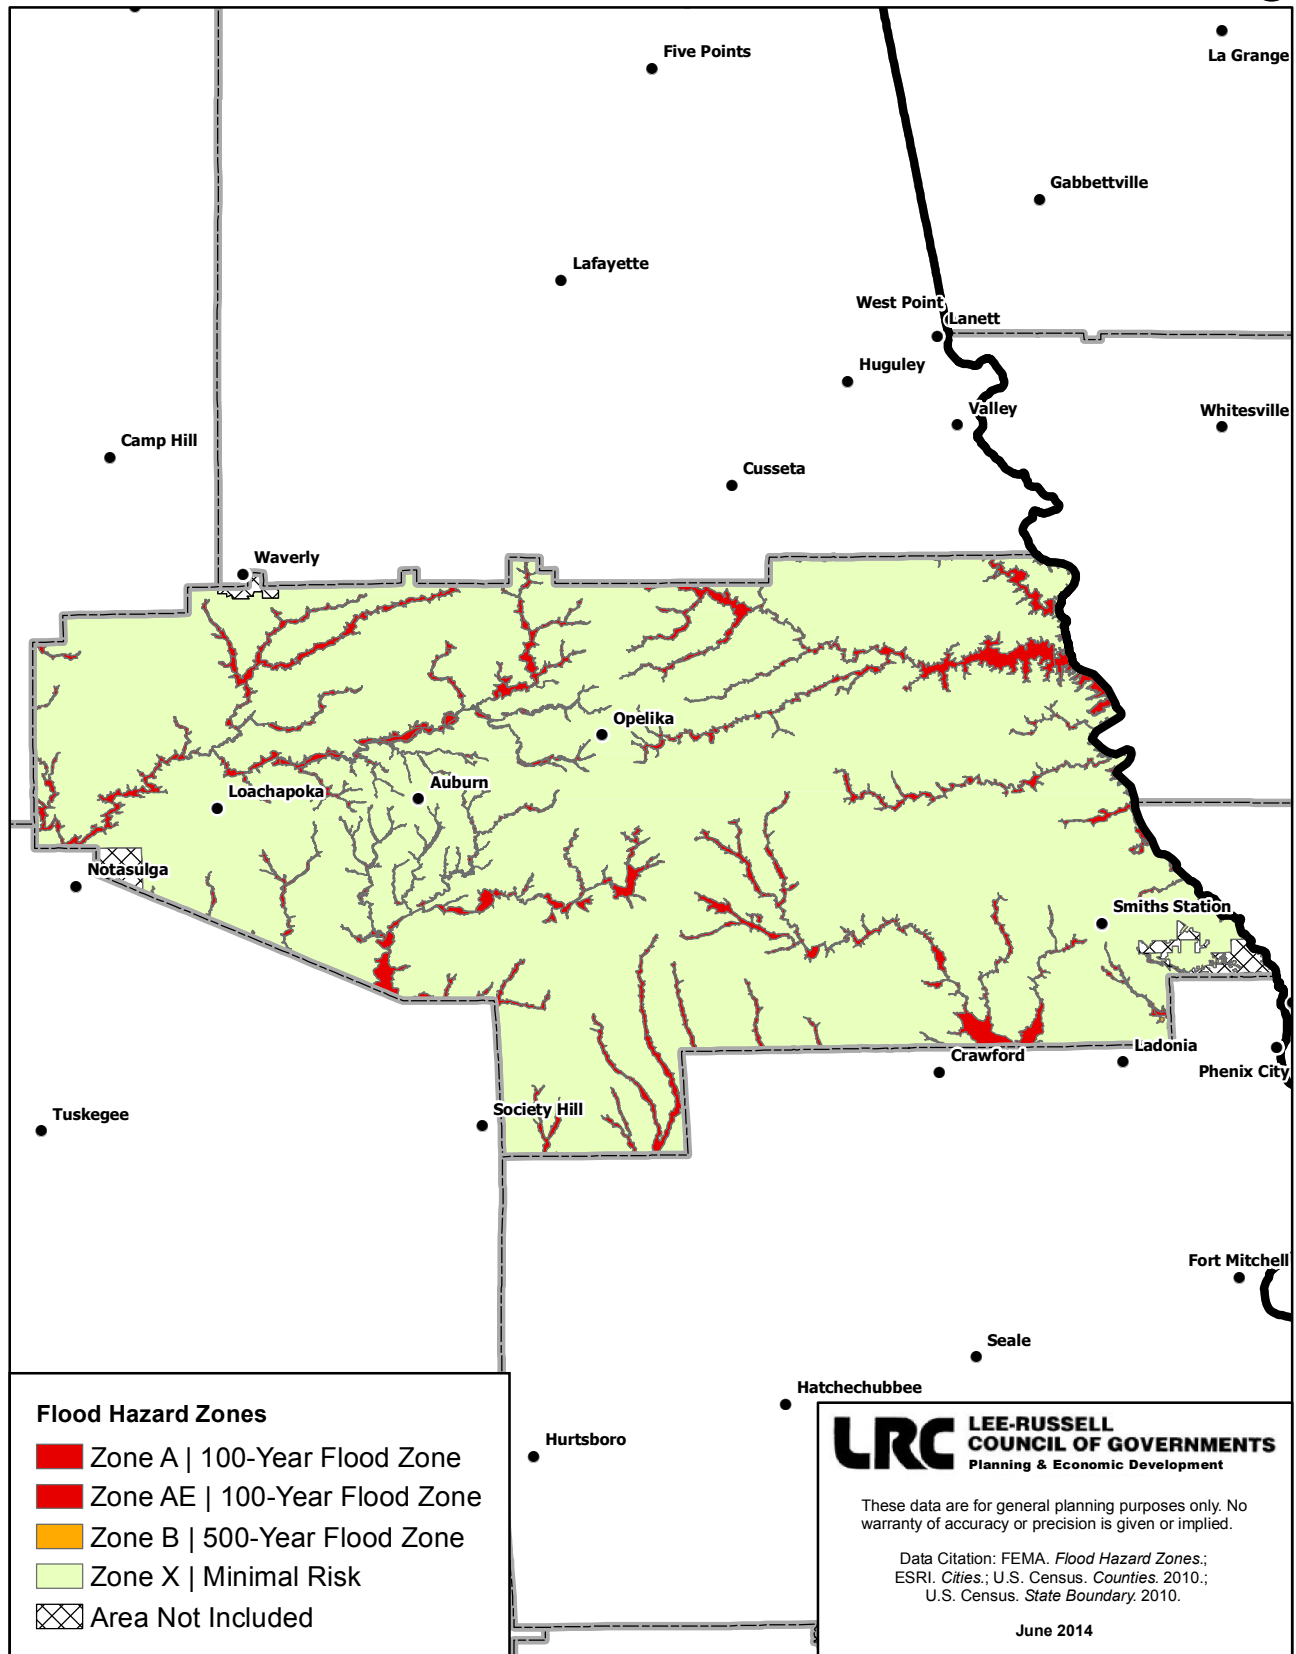 Five Points
La Grange
Gabbettville
Lafayette
West Point
Lanett
Huguley
Valley
Whitesville
Camp Hill
Cusseta
Waverly
Opelika
Auburn
Loachapoka
Notasulga
Smiths Station
Crawford
Ladonia
Phenix City
Tuskegee
Society Hill
Fort Mitchell
Seale
Hatchechubbee
Hurtsboro
Flood Hazard Zones
Zone A | 100-Year Flood Zone
Zone AE | 100-Year Flood Zone
Zone B | 500-Year Flood Zone
Zone X | Minimal Risk
Area Not Included
LRC
LEE-RUSSELL
COUNCIL OF GOVERNMENTS
Planning & Economic Development
These data are for general planning purposes only. No
warranty of accuracy or precision is given or implied.
Data Citation: FEMA. Flood Hazard Zones.;
ESRI. Cities.; U.S. Census. Counties. 2010.;
U.S. Census. State Boundary. 2010.
June 2014